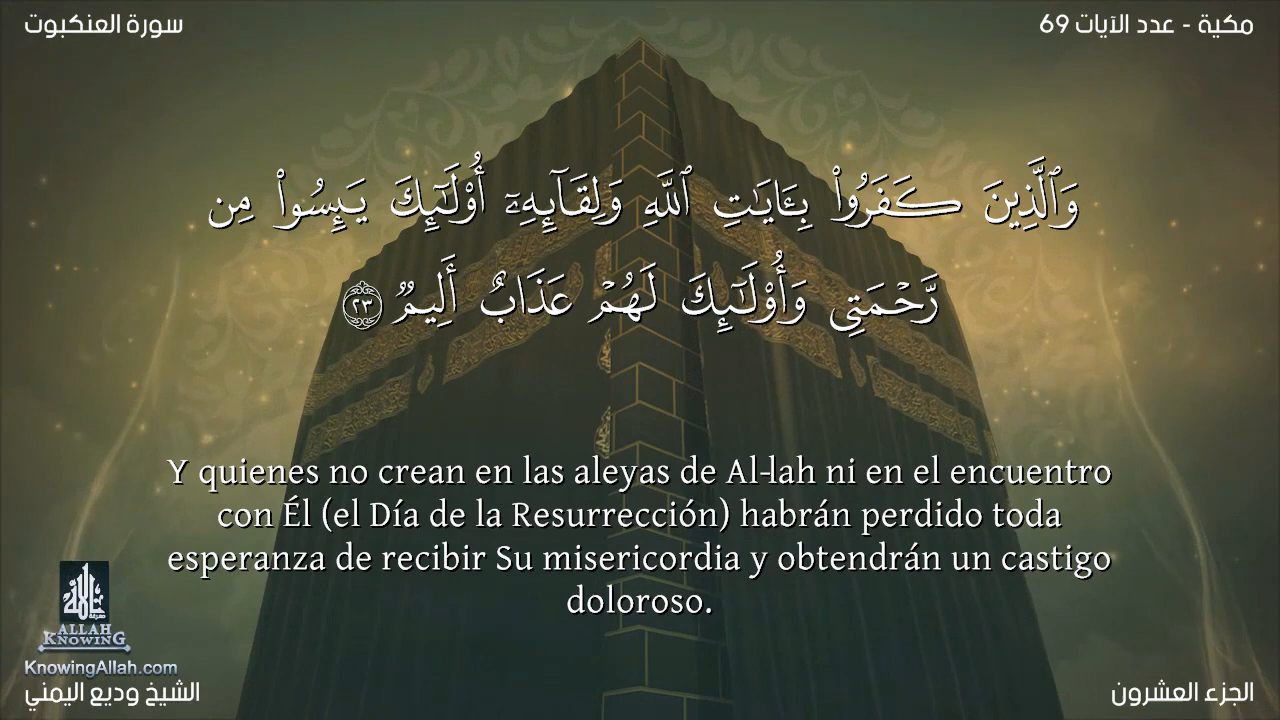 سورة العنكبوت
مكية - عدد الآيات 69
وَٱلَّذِينَ كَفَرُوا۟ بِـَٔايَـٰتِ ٱللَّهِ وَلِقَآئِهِۦٓ أُو۟لَـٰٓئِكَ يَئِسُوا۟ مِن
رَّحْمَتِى وَأُو۟لَـٰٓئِكَ لَهُمْ عَذَابٌ أَلِيمٌ ٢٣
Y quienes no crean en las aleyas de Al-lah ni en el encuentro
con Él (el Día de la Resurrección) habrán perdido toda
esperanza de recibir Su misericordia y obtendrán un castigo
doloroso.
ALLAH
KNOWING
KnowingAllah.com
الشيخ وديع اليمني
الجزء العشرون